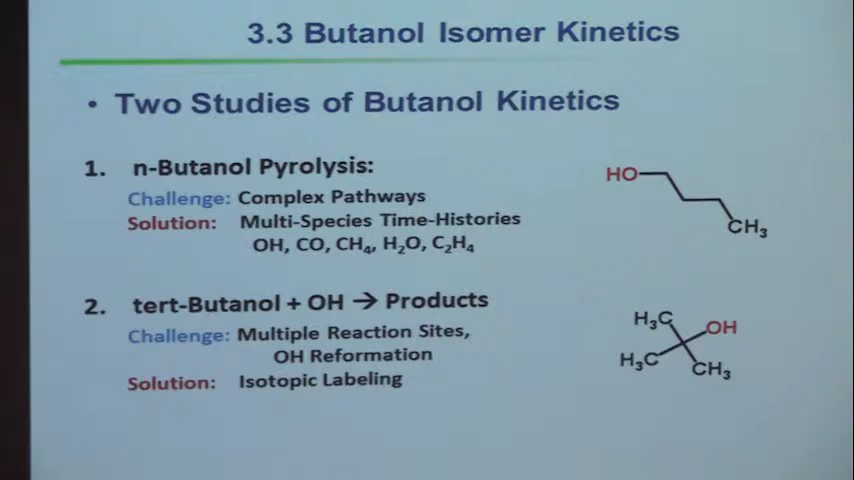 3.3 Butanol Isomer Kinetics
• Two Studies of Butanol Kinetics
1. n-Butanol Pyrolysis:
Challenge: Complex Pathways
Solution: Multi-Species Time-Histories
OH, CO, CH₄, H₂O, C₂H₄
HO
CH₃
2. tert-Butanol + OH → Products
Challenge: Multiple Reaction Sites,
OH Reformation
Solution: Isotopic Labeling
H₃C
OH
H₃C
CH₃